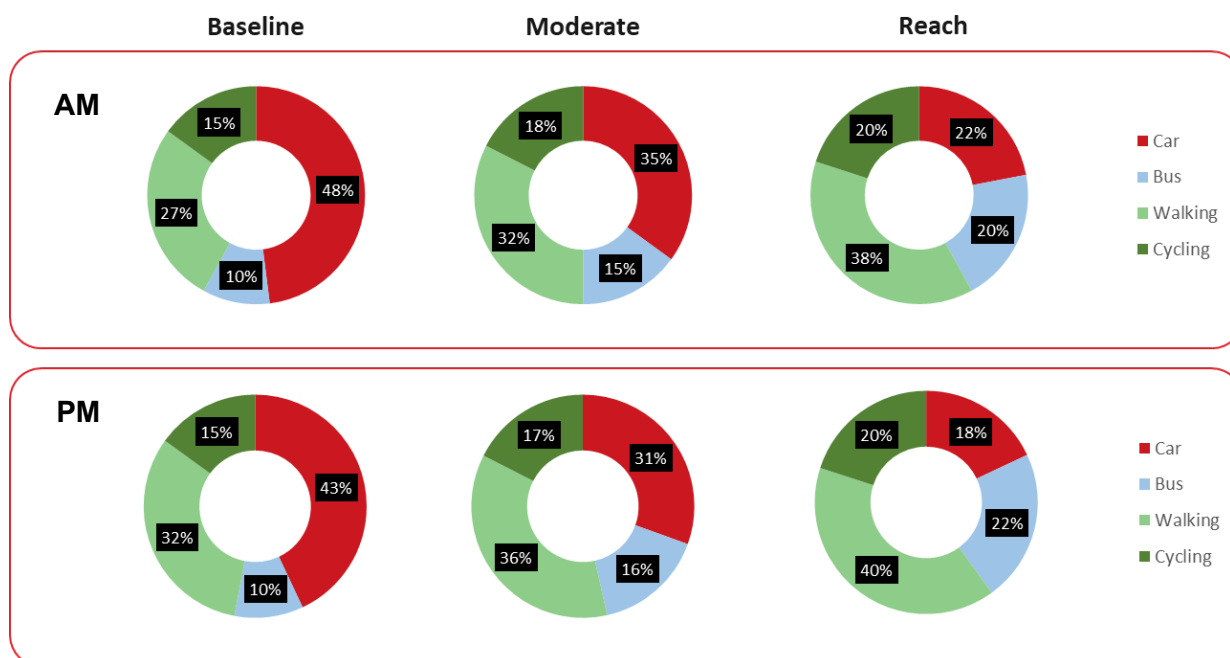 Baseline Moderate Reach
AM
15% 18% 20% 22%
35%
48%
27%
32% 20%
38%
10% 15%
Car
Bus
Walking
Cycling
PM
15% 17% 20% 18%
31%
43%
32% 22%
36% 16% 40%
10%
Car
Bus
Walking
Cycling